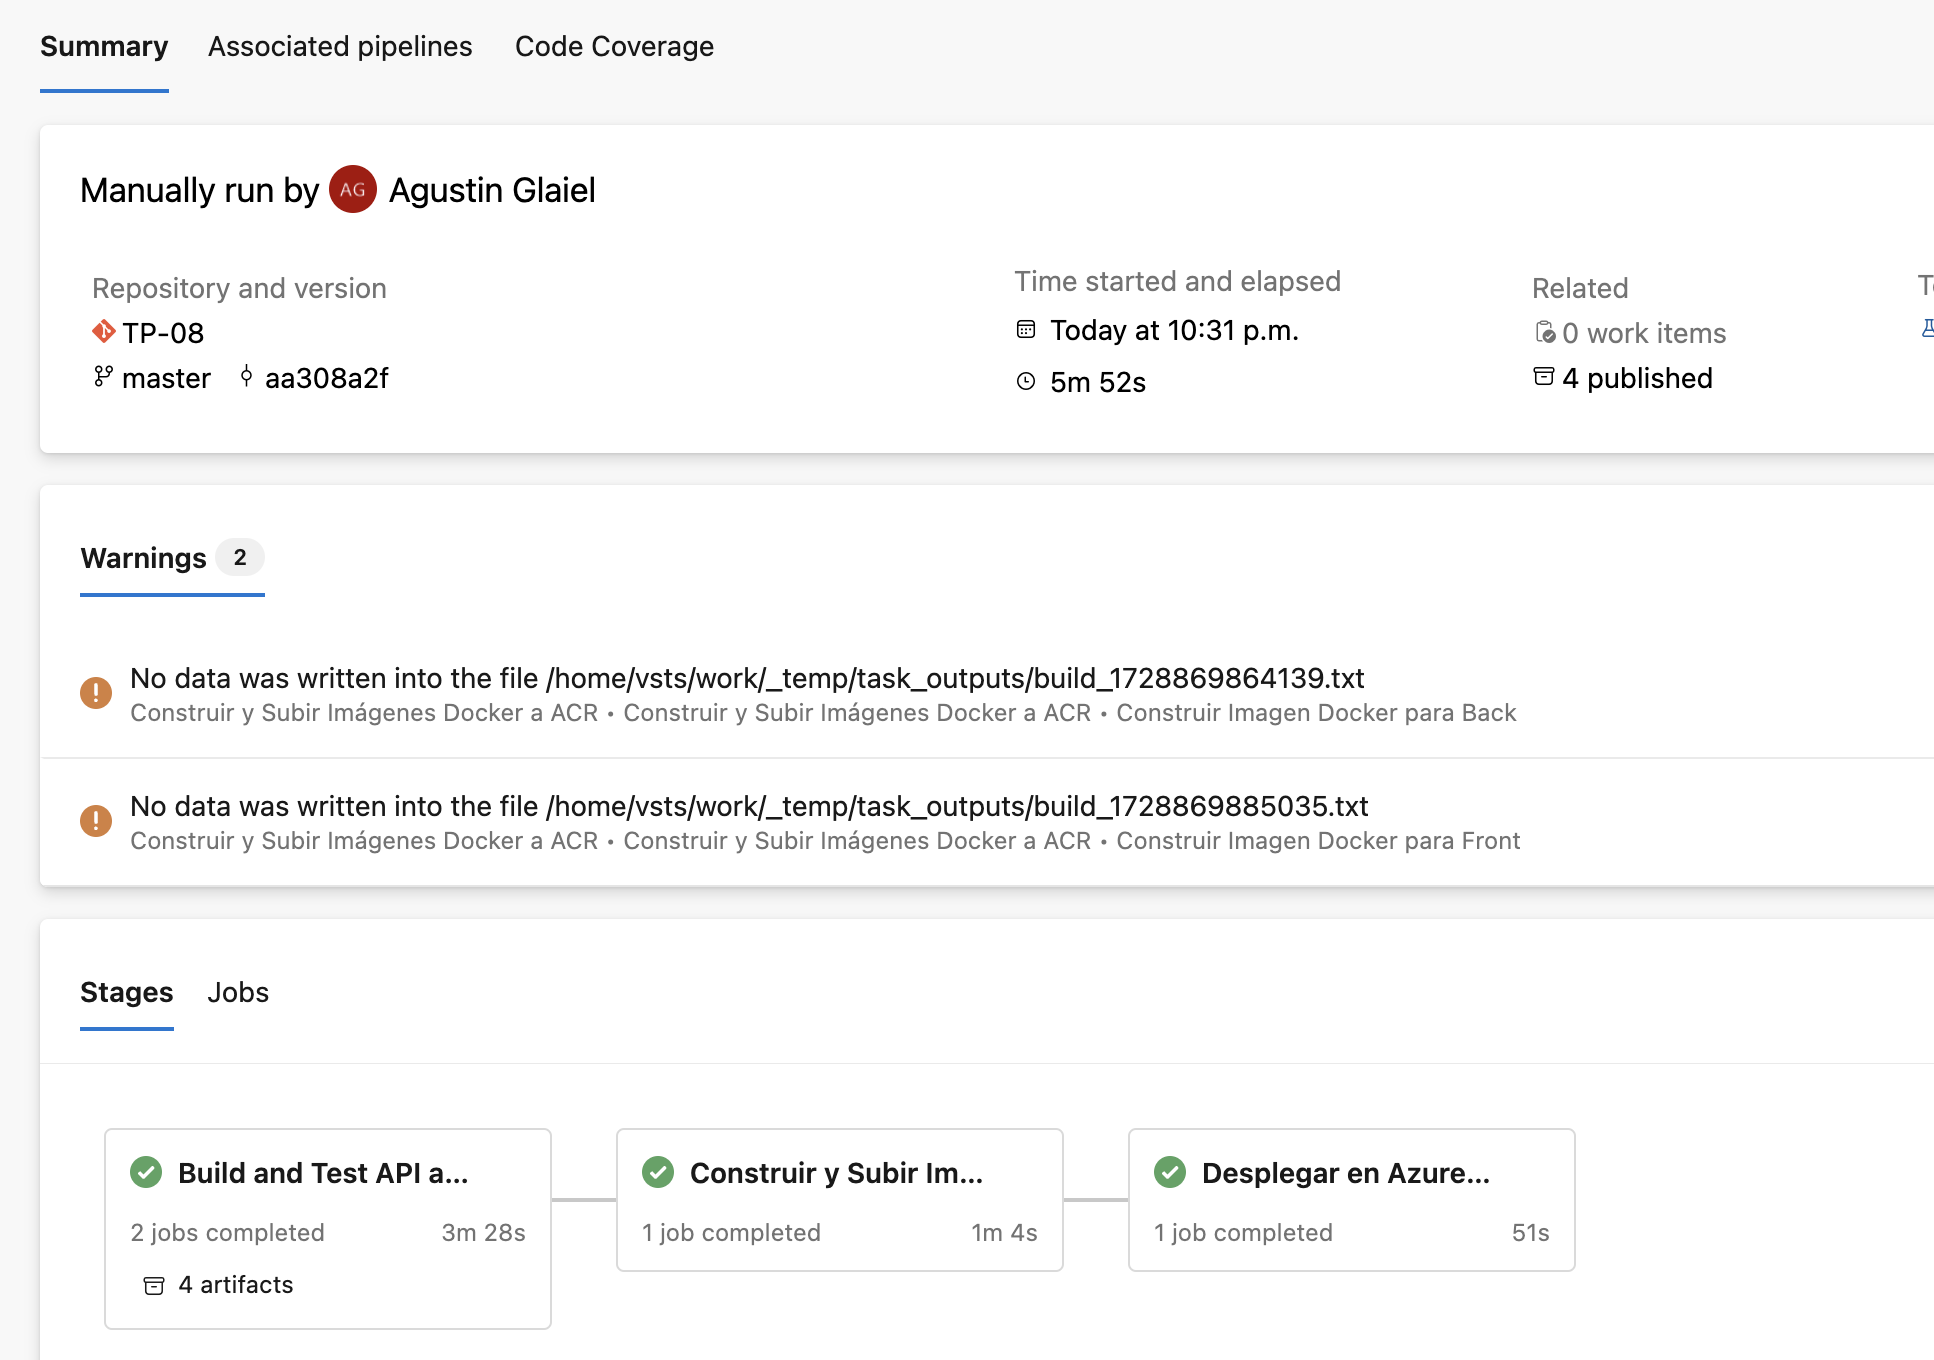 Summary Associated pipelines Code Coverage
Manually run by AG Agustin Glaiel
Repository and version
TP-08
master aa308a2f
Time started and elapsed
Today at 10:31 p.m.
5m 52s
Related
0 work items
4 published
Warnings 2
No data was written into the file /home/vsts/work/_temp/task_outputs/build_1728869864139.txt
Construir y Subir Imágenes Docker a ACR • Construir y Subir Imágenes Docker a ACR • Construir Imagen Docker para Back
No data was written into the file /home/vsts/work/_temp/task_outputs/build_1728869885035.txt
Construir y Subir Imágenes Docker a ACR • Construir y Subir Imágenes Docker a ACR • Construir Imagen Docker para Front
Stages Jobs
Build and Test API a...
2 jobs completed 3m 28s
4 artifacts
Construir y Subir Im...
1 job completed 1m 4s
Desplegar en Azure...
1 job completed 51s